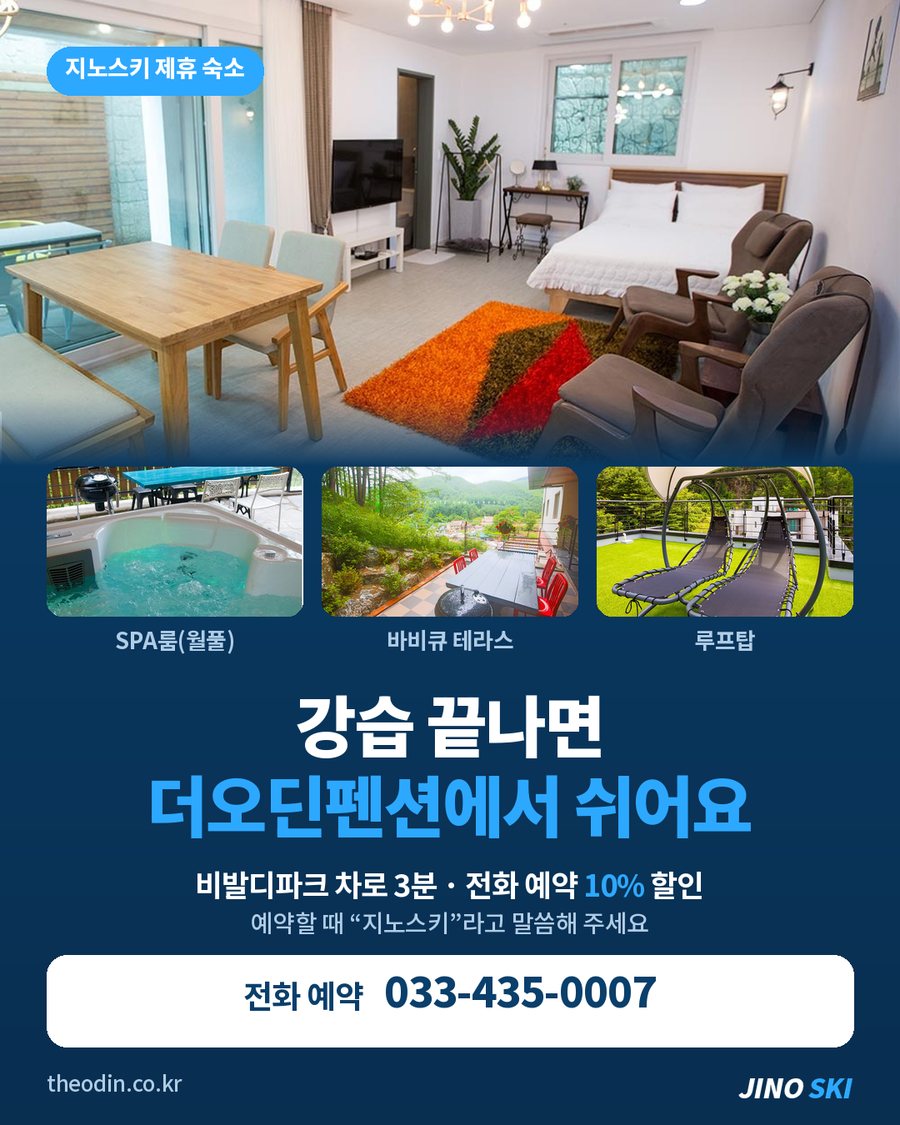 지노스키 제휴 숙소
SPA룸(월풀)
바비큐 테라스
루프탑
강습 끝나면
더오딘펜션에서 쉬어요
비발디파크 차로 3분 · 전화 예약 10% 할인
예약할 때 “지노스키”라고 말씀해 주세요
전화 예약 033-435-0007
theodin.co.kr
JINO SKI